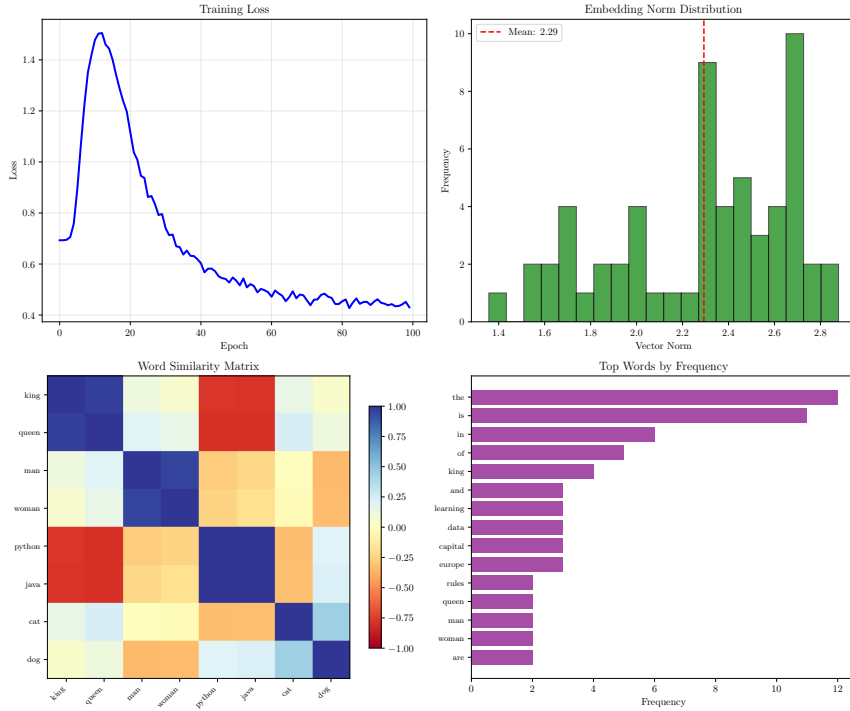 Training Loss
1.4
1.2
1.0
0.8
0.6
0.4
Loss
0 20 40 60 80 100
Epoch
Embedding Norm Distribution
Mean: 2.29
10
8
6
4
2
0
Frequency
1.4 1.6 1.8 2.0 2.2 2.4 2.6 2.8
Vector Norm
Word Similarity Matrix
king
queen
man
woman
python
java
cat
dog
king queen man woman python java cat dog
1.00
0.75
0.50
0.25
0.00
−0.25
−0.50
−0.75
−1.00
Top Words by Frequency
the
is
in
of
king
and
learning
data
capital
europe
rules
queen
man
woman
are
0 2 4 6 8 10 12
Frequency